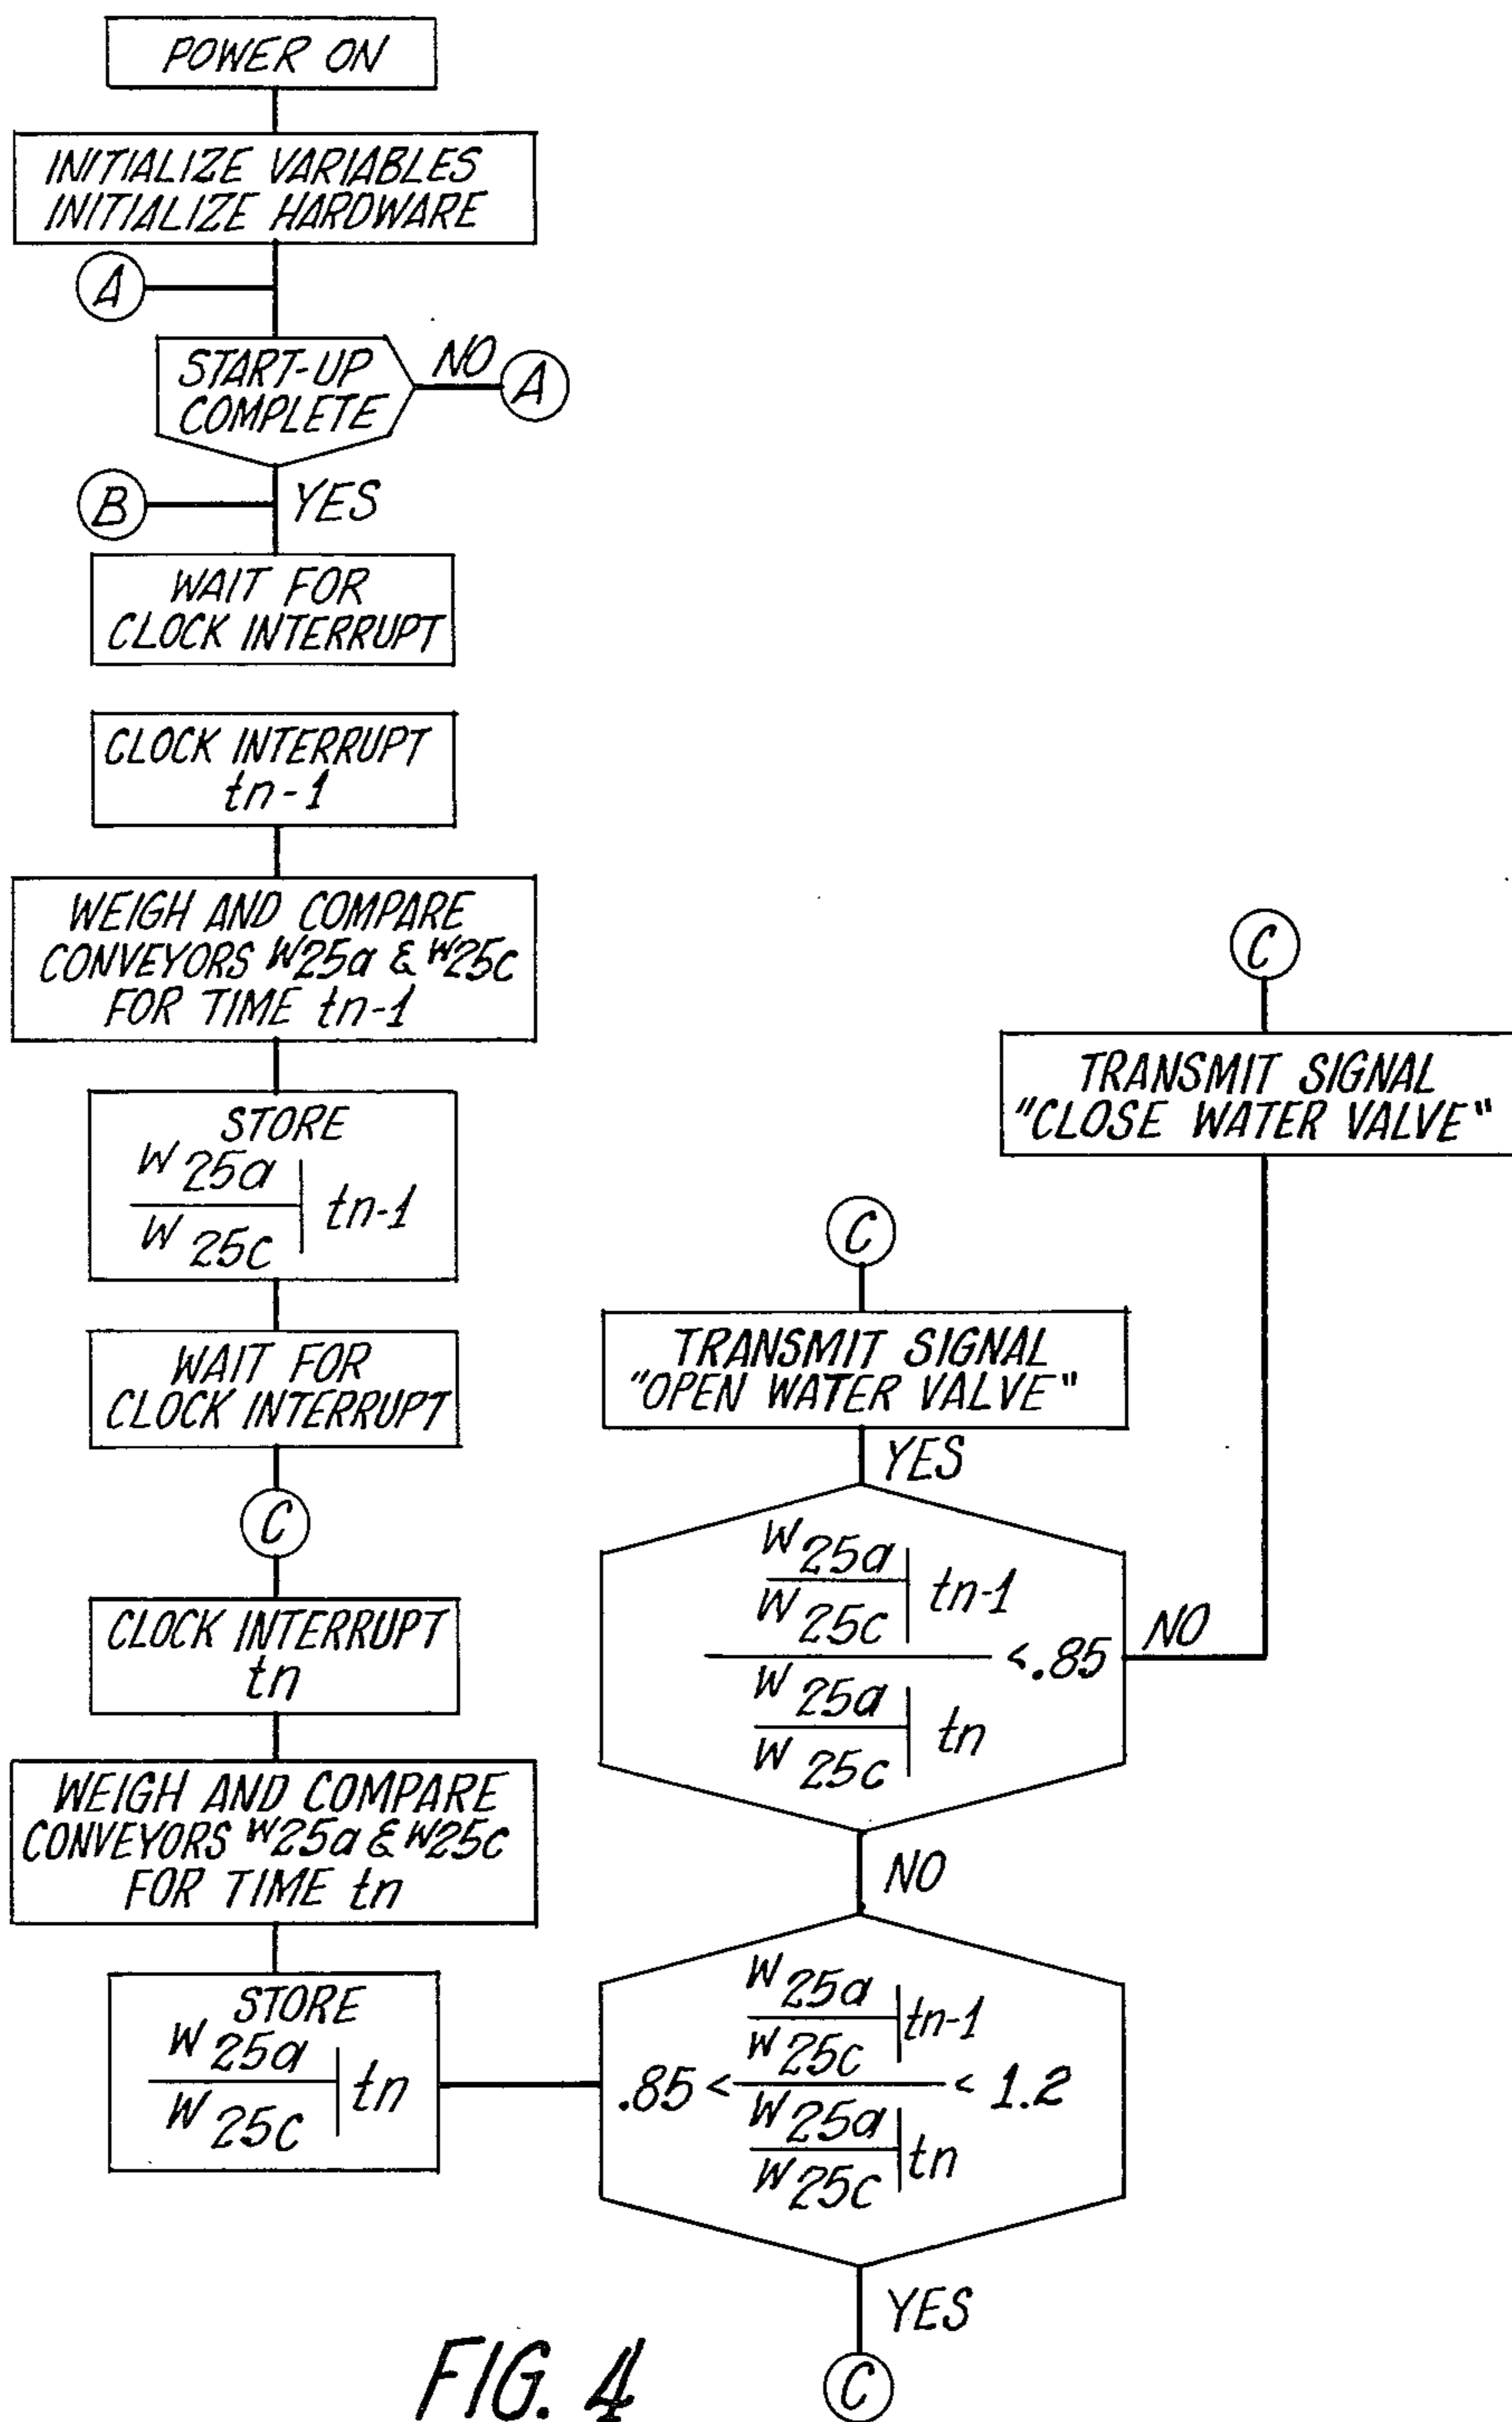 POWER ON
INITIALIZE VARIABLES
INITIALIZE HARDWARE
A
START-UP
COMPLETE
NO
A
B
YES
WAIT FOR
CLOCK INTERRUPT
CLOCK INTERRUPT
tn-1
WEIGH AND COMPARE
CONVEYORS W25a & W25c
FOR TIME tn-1
STORE
W 25a
W 25c
tn-1
WAIT FOR
CLOCK INTERRUPT
C
CLOCK INTERRUPT
tn
WEIGH AND COMPARE
CONVEYORS W25a & W25c
FOR TIME tn
STORE
W 25a
W 25c
tn
C
TRANSMIT SIGNAL
"CLOSE WATER VALVE"
C
TRANSMIT SIGNAL
"OPEN WATER VALVE"
YES
W 25a
W 25c
tn-1
< .85
NO
W 25a
W 25c
tn
NO
W 25a
W 25c
tn-1
.85 < < 1.2
W 25a
W 25c
tn
YES
C
FIG. 4